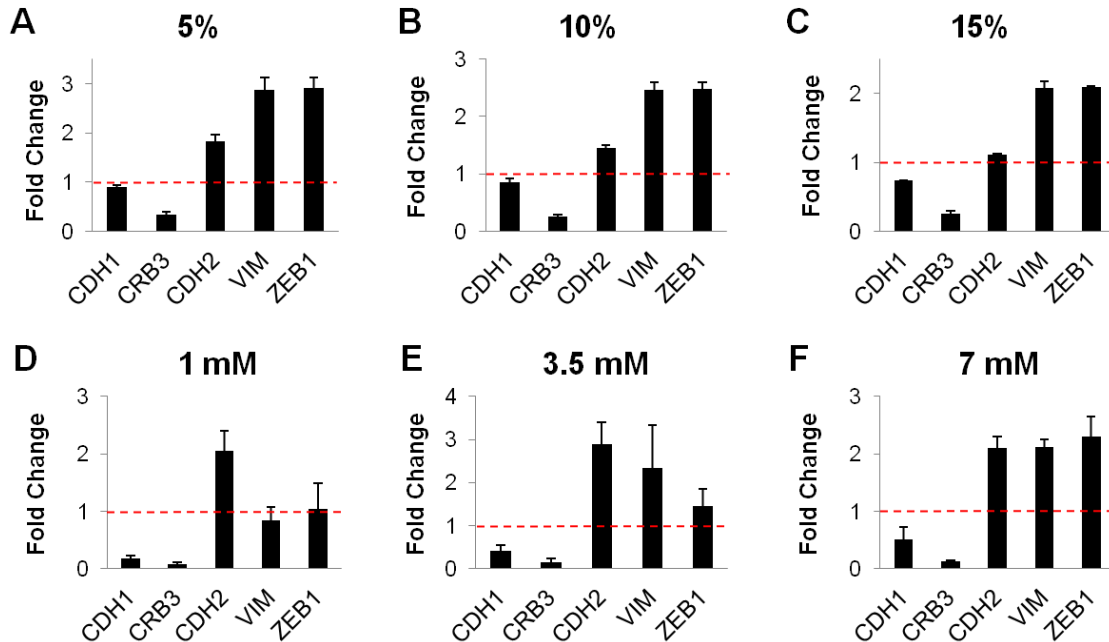 A
5%
Fold Change
3
2
1
0
CDH1
CRB3
CDH2
VIM
ZEB1
B
10%
Fold Change
3
2
1
0
CDH1
CRB3
CDH2
VIM
ZEB1
C
15%
Fold Change
2
1
0
CDH1
CRB3
CDH2
VIM
ZEB1
D
1 mM
Fold Change
3
2
1
0
CDH1
CRB3
CDH2
VIM
ZEB1
E
3.5 mM
Fold Change
4
3
2
1
0
CDH1
CRB3
CDH2
VIM
ZEB1
F
7 mM
Fold Change
3
2
1
0
CDH1
CRB3
CDH2
VIM
ZEB1